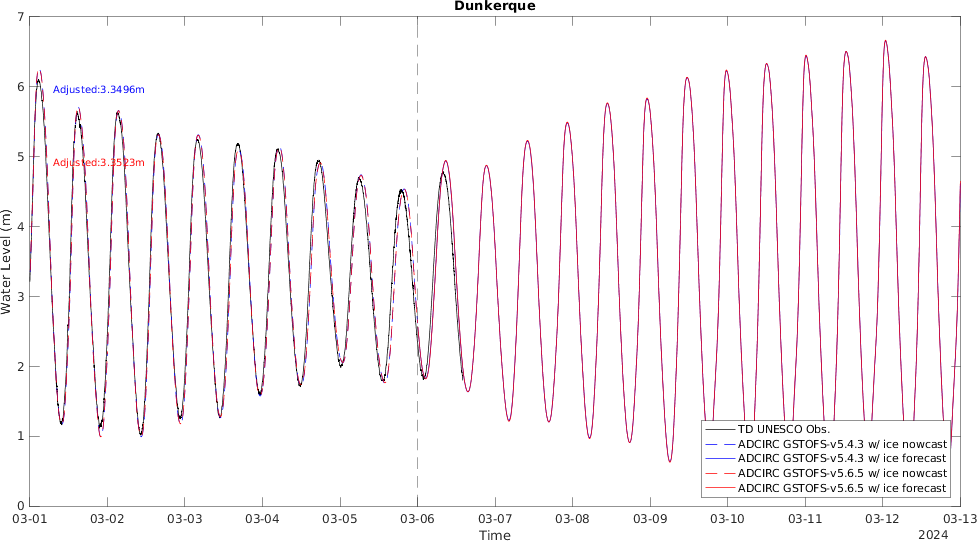 Dunkerque
7
6
5
4
3
2
1
0
Water Level (m)
Adjusted:3.3496m
Adjusted:3.3523m
TD UNESCO Obs.
ADCIRC GSTOFS-v5.4.3 w/ ice nowcast
ADCIRC GSTOFS-v5.4.3 w/ ice forecast
ADCIRC GSTOFS-v5.6.5 w/ ice nowcast
ADCIRC GSTOFS-v5.6.5 w/ ice forecast
03-01 03-02 03-03 03-04 03-05 03-06 03-07 03-08 03-09 03-10 03-11 03-12 03-13
Time
2024